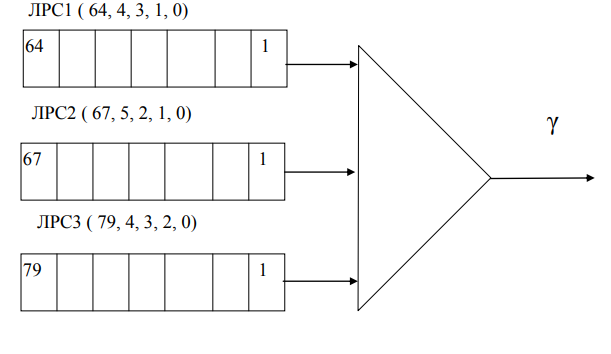 ЛРС1 ( 64, 4, 3, 1, 0)
64 1
ЛРС2 ( 67, 5, 2, 1, 0)
γ
67 1
ЛРС3 ( 79, 4, 3, 2, 0)
79 1